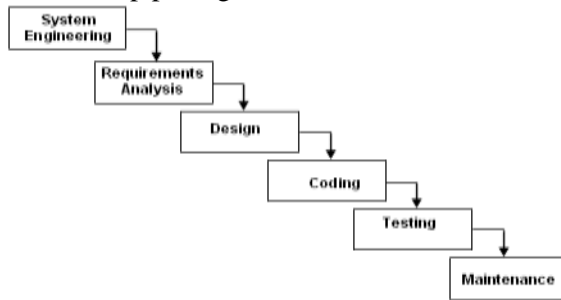 System
Engineering
Requirements
Analysis
Design
Coding
Testing
Maintenance